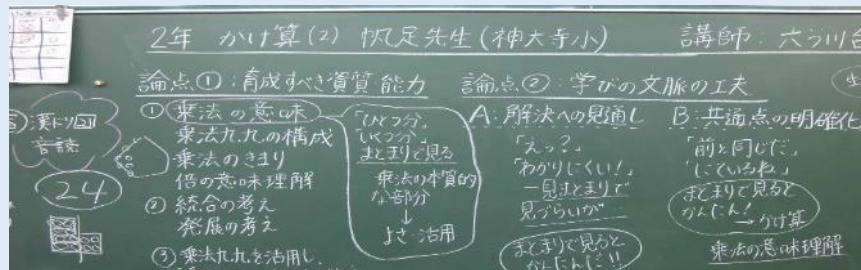 2年 かけ算(2) 帆足先生(神大寺小) 講師:六つ川台
論点①:育成すべき資質能力
① 乗法の意味
乗法九九の構成
乗法のきまり
倍の意味理解
② 統合の考え
発展の考え
③ 乗法九九を活用し、
「ひとつ分」
「いくつ分」
まとまりで見る
乗法の本質的
な部分
↓
よさ・活用
論点②:学びの文脈の工夫
A:解決への見通し
「えっ?」
「わかりにくい!」
一見まとまりで
見づらいが
まとまりで見ると
かんたんだ!!
B:共通点の明確化
「前と同じだ」
「にているね」
まとまりで見ると
かんたん!
→かけ算
乗法の意味理解
漢ドリ
音読
24